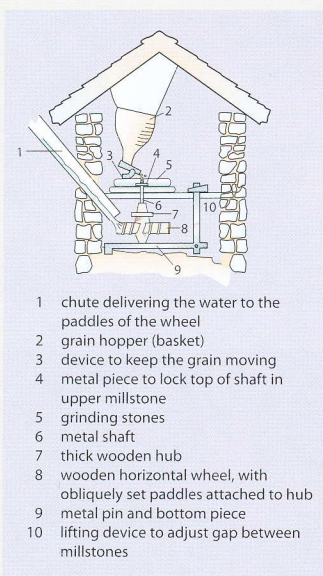 2
1
3
4
5
6
10
7
8
9
1 chute delivering the water to the
paddles of the wheel
2 grain hopper (basket)
3 device to keep the grain moving
4 metal piece to lock top of shaft in
upper millstone
5 grinding stones
6 metal shaft
7 thick wooden hub
8 wooden horizontal wheel, with
obliquely set paddles attached to hub
9 metal pin and bottom piece
10 lifting device to adjust gap between
millstones